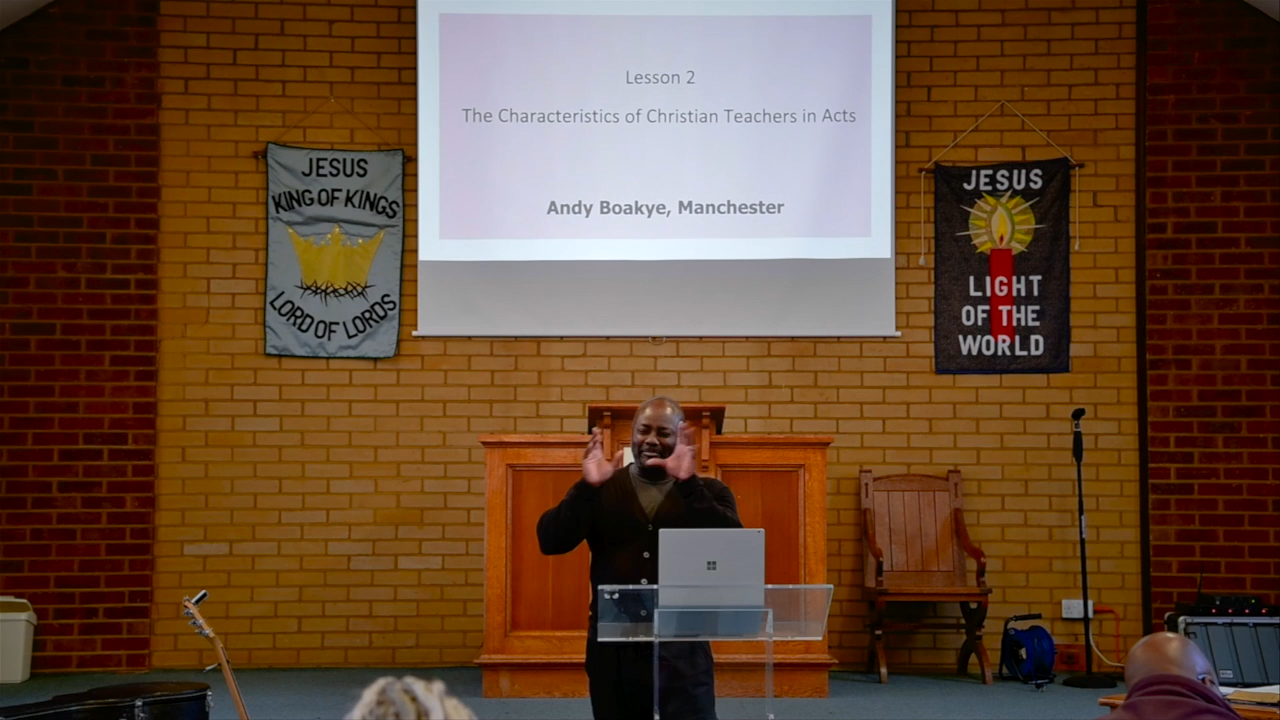 Lesson 2
The Characteristics of Christian Teachers in Acts
Andy Boakye, Manchester
JESUS
KING OF KINGS
LORD OF LORDS
JESUS
LIGHT
OF THE
WORLD